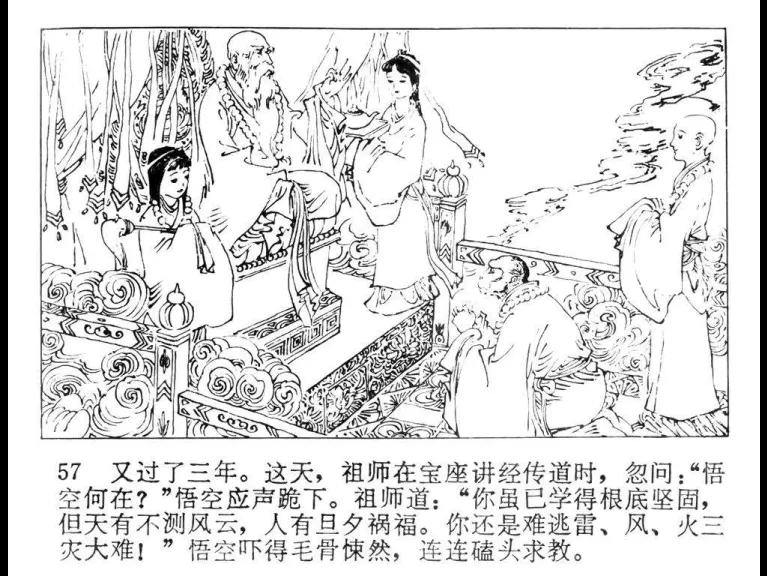 57 又过了三年。这天，祖师在宝座讲经传道时，忽问：“悟
空何在？”悟空应声跪下。祖师道：“你虽已学得根底坚固，
但天有不测风云，人有旦夕祸福。你还是难逃雷、风、火三
灾大难！”悟空吓得毛骨悚然，连连磕头求教。